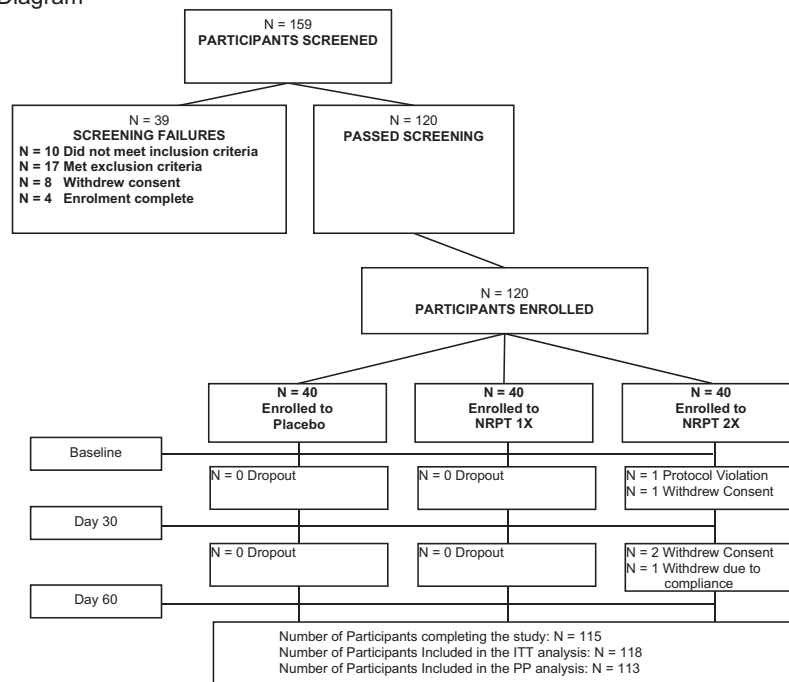 Diagram
N = 159
PARTICIPANTS SCREENED
N = 39
SCREENING FAILURES
N = 10 Did not meet inclusion criteria
N = 17 Met exclusion criteria
N = 8 Withdrew consent
N = 4 Enrolment complete
N = 120
PASSED SCREENING
N = 120
PARTICIPANTS ENROLLED
N = 40
Enrolled to
Placebo
N = 40
Enrolled to
NRPT 1X
N = 40
Enrolled to
NRPT 2X
Baseline
N = 0 Dropout
N = 0 Dropout
N = 1 Protocol Violation
N = 1 Withdrew Consent
Day 30
N = 0 Dropout
N = 0 Dropout
N = 2 Withdrew Consent
N = 1 Withdrew due to
compliance
Day 60
Number of Participants completing the study: N = 115
Number of Participants Included in the ITT analysis: N = 118
Number of Participants Included in the PP analysis: N = 113